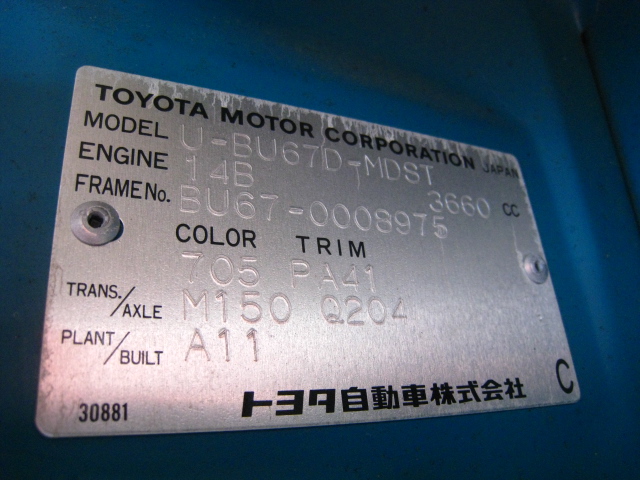 TOYOTA MOTOR CORPORATION JAPAN
MODEL U-BU67D-MDST
ENGINE 14B 3660 CC
FRAME No. BU67-0008975
COLOR TRIM
705 PA41
TRANS./AXLE M150 Q204
PLANT/BUILT A11
30881 トヨタ自動車株式会社 C